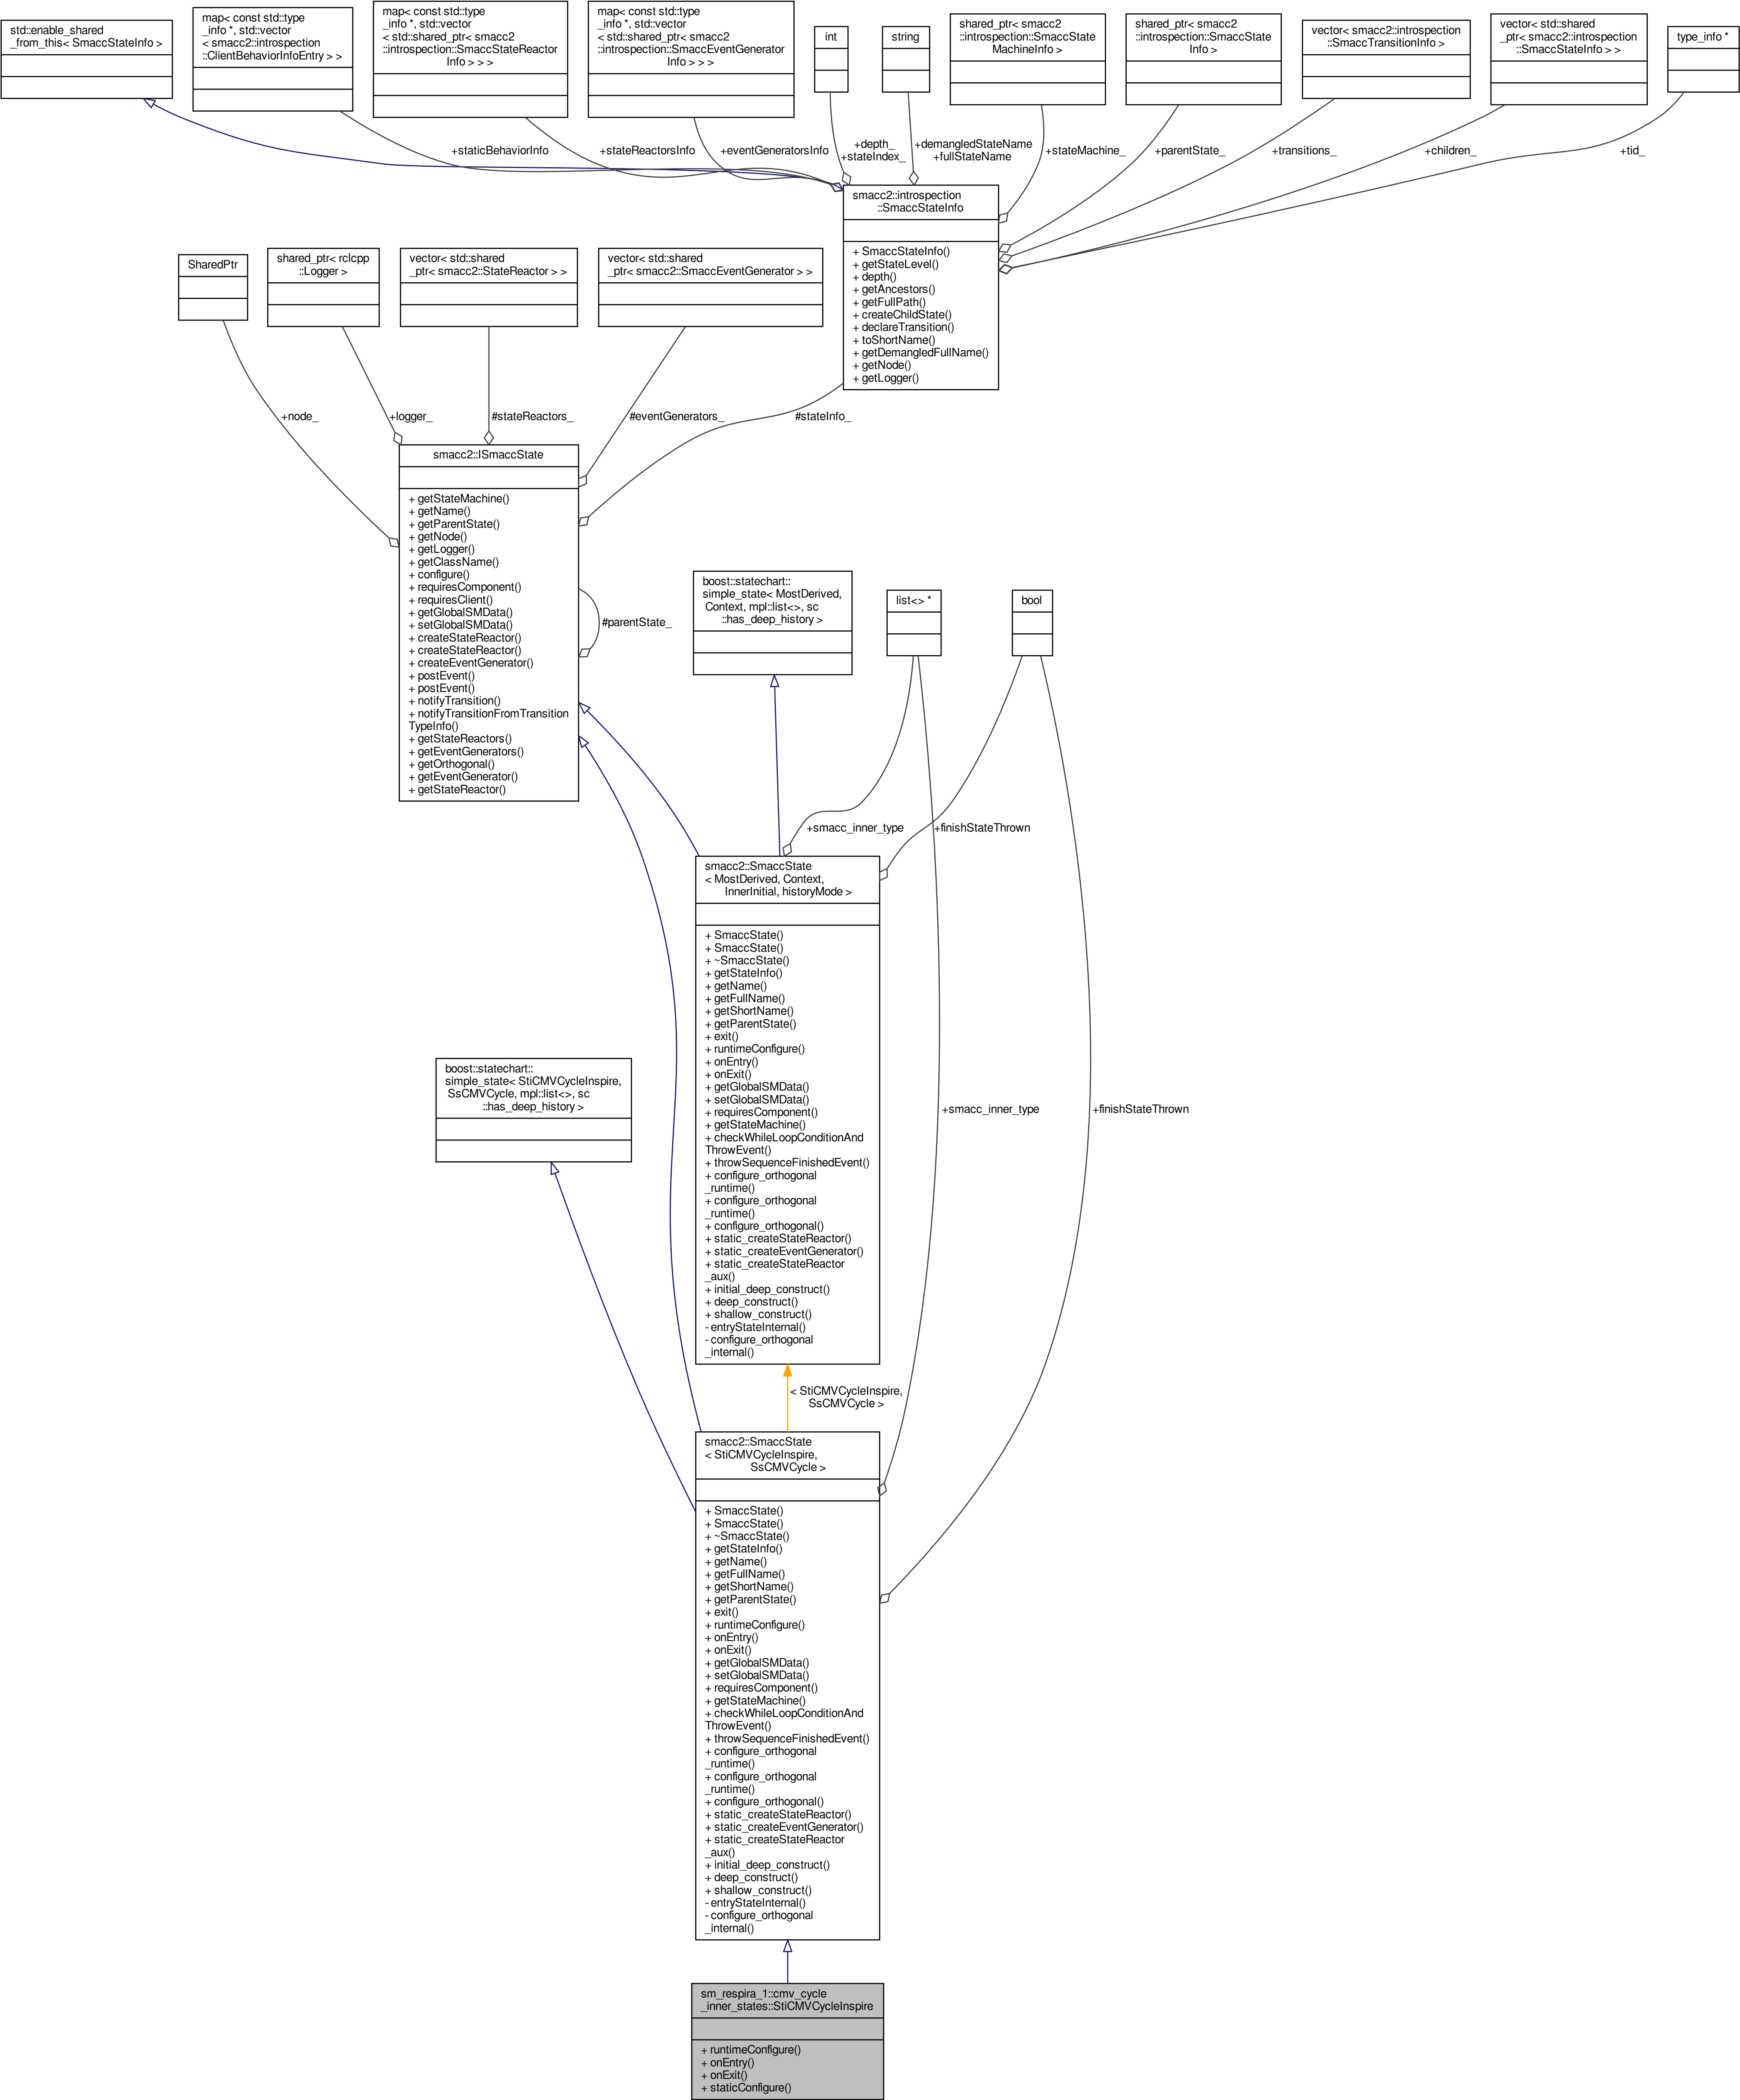 std::enable_shared
_from_this< SmaccStateInfo >
map< const std::type
_info *, std::vector
< smacc2::introspection
::ClientBehaviorInfoEntry > >
map< const std::type
_info *, std::vector
< std::shared_ptr< smacc2
::introspection::SmaccStateReactor
Info > > >
map< const std::type
_info *, std::vector
< std::shared_ptr< smacc2
::introspection::SmaccEventGenerator
Info > > >
int
string
shared_ptr< smacc2
::introspection::SmaccState
MachineInfo >
shared_ptr< smacc2
::introspection::SmaccState
Info >
vector< smacc2::introspection
::SmaccTransitionInfo >
vector< std::shared
_ptr< smacc2::introspection
::SmaccStateInfo > >
type_info *
+staticBehaviorInfo
+stateReactorsInfo
+eventGeneratorsInfo
+depth_
+stateIndex_
+demangledStateName
+fullStateName
+stateMachine_
+parentState_
+transitions_
+children_
+tid_
smacc2::introspection
::SmaccStateInfo
+ SmaccStateInfo()
+ getStateLevel()
+ depth()
+ getAncestors()
+ getFullPath()
+ createChildState()
+ declareTransition()
+ toShortName()
+ getDemangledFullName()
+ getNode()
+ getLogger()
SharedPtr
shared_ptr< rclcpp
::Logger >
vector< std::shared
_ptr< smacc2::StateReactor > >
vector< std::shared
_ptr< smacc2::SmaccEventGenerator > >
+node_
+logger_
#stateReactors_
#eventGenerators_
#stateInfo_
smacc2::ISmaccState
+ getStateMachine()
+ getName()
+ getParentState()
+ getNode()
+ getLogger()
+ getClassName()
+ configure()
+ requiresComponent()
+ requiresClient()
+ getGlobalSMData()
+ setGlobalSMData()
+ createStateReactor()
+ createStateReactor()
+ createEventGenerator()
+ postEvent()
+ postEvent()
+ notifyTransition()
+ notifyTransitionFromTransition
TypeInfo()
+ getStateReactors()
+ getEventGenerators()
+ getOrthogonal()
+ getEventGenerator()
+ getStateReactor()
#parentState_
boost::statechart::
simple_state< MostDerived,
Context, mpl::list<>, sc
::has_deep_history >
list<> *
bool
+smacc_inner_type
+finishStateThrown
smacc2::SmaccState
< MostDerived, Context,
InnerInitial, historyMode >
+ SmaccState()
+ SmaccState()
+ ~SmaccState()
+ getStateInfo()
+ getName()
+ getFullName()
+ getShortName()
+ getParentState()
+ exit()
+ runtimeConfigure()
+ onEntry()
+ onExit()
+ getGlobalSMData()
+ setGlobalSMData()
+ requiresComponent()
+ getStateMachine()
+ checkWhileLoopConditionAnd
ThrowEvent()
+ throwSequenceFinishedEvent()
+ configure_orthogonal
_runtime()
+ configure_orthogonal
_runtime()
+ configure_orthogonal()
+ static_createStateReactor()
+ static_createEventGenerator()
+ static_createStateReactor
_aux()
+ initial_deep_construct()
+ deep_construct()
+ shallow_construct()
- entryStateInternal()
- configure_orthogonal
_internal()
boost::statechart::
simple_state< StiCMVCycleInspire,
SsCMVCycle, mpl::list<>, sc
::has_deep_history >
+smacc_inner_type
+finishStateThrown
< StiCMVCycleInspire,
SsCMVCycle >
smacc2::SmaccState
< StiCMVCycleInspire,
SsCMVCycle >
+ SmaccState()
+ SmaccState()
+ ~SmaccState()
+ getStateInfo()
+ getName()
+ getFullName()
+ getShortName()
+ getParentState()
+ exit()
+ runtimeConfigure()
+ onEntry()
+ onExit()
+ getGlobalSMData()
+ setGlobalSMData()
+ requiresComponent()
+ getStateMachine()
+ checkWhileLoopConditionAnd
ThrowEvent()
+ throwSequenceFinishedEvent()
+ configure_orthogonal
_runtime()
+ configure_orthogonal
_runtime()
+ configure_orthogonal()
+ static_createStateReactor()
+ static_createEventGenerator()
+ static_createStateReactor
_aux()
+ initial_deep_construct()
+ deep_construct()
+ shallow_construct()
- entryStateInternal()
- configure_orthogonal
_internal()
sm_respira_1::cmv_cycle
_inner_states::StiCMVCycleInspire
+ runtimeConfigure()
+ onEntry()
+ onExit()
+ staticConfigure()